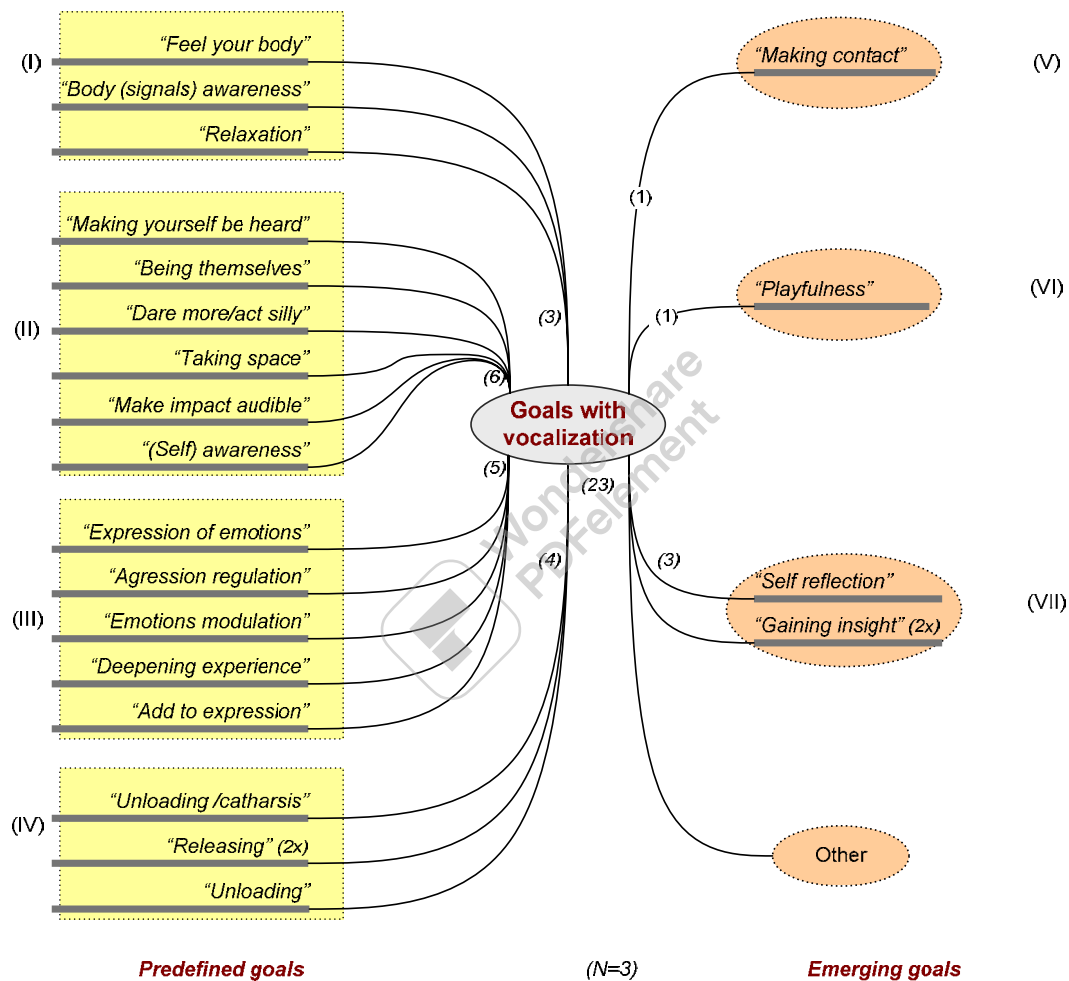 (I)
“Feel your body”
“Body (signals) awareness”
“Relaxation”
(II)
“Making yourself be heard”
“Being themselves”
“Dare more/act silly”
“Taking space”
“Make impact audible”
“(Self) awareness”
(III)
“Expression of emotions”
“Agression regulation”
“Emotions modulation”
“Deepening experience”
“Add to expression”
(IV)
“Unloading /catharsis”
“Releasing” (2x)
“Unloading”
(3)
(6)
(5)
(4)
Goals with
vocalization
(23)
“Making contact”
(V)
(1)
“Playfulness”
(VI)
(1)
(3)
“Self reflection”
“Gaining insight” (2x)
(VII)
Other
Wondershare
PDFelement
Predefined goals
(N=3)
Emerging goals